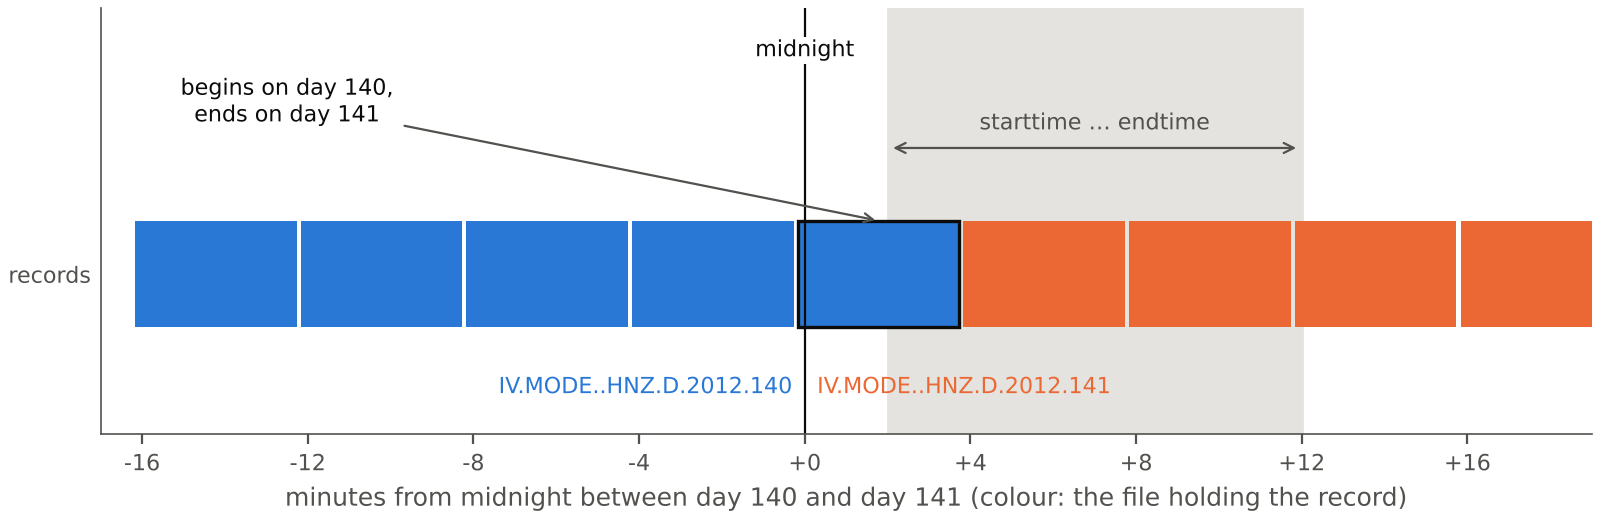 midnight
begins on day 140,
ends on day 141
starttime ... endtime
records
IV.MODE..HNZ.D.2012.140
IV.MODE..HNZ.D.2012.141
-16
-12
-8
-4
+0
+4
+8
+12
+16
minutes from midnight between day 140 and day 141 (colour: the file holding the record)